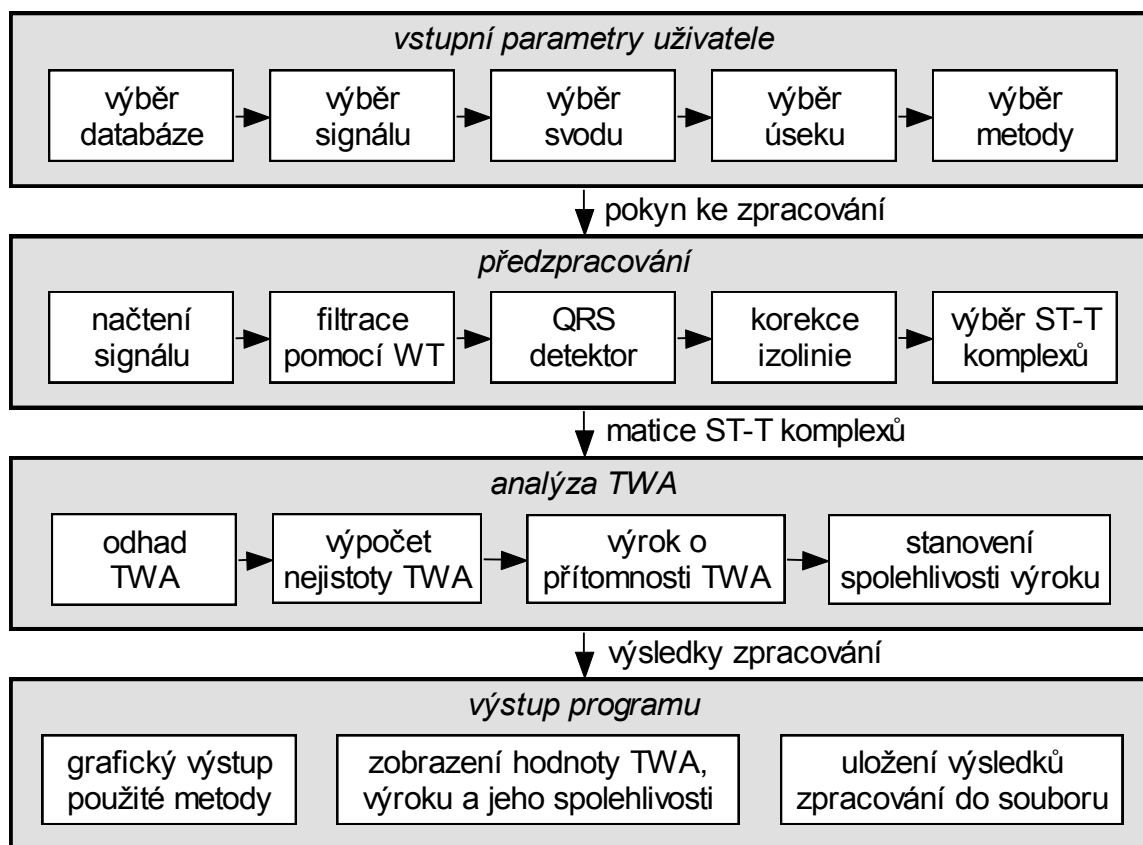 vstupní parametry uživatele
výběr
databáze
výběr
signálu
výběr
svodu
výběr
úseku
výběr
metody
pokyn ke zpracování
předzpracování
načtení
signálu
filtrace
pomocí WT
QRS
detektor
korekce
izolinie
výběr ST-T
komplexů
matice ST-T komplexů
analýza TWA
odhad
TWA
výpočet
nejistoty TWA
výrok o
přítomnosti TWA
stanovení
spolehlivosti výroku
výsledky zpracování
výstup programu
grafický výstup
použité metody
zobrazení hodnoty TWA,
výroku a jeho spolehlivosti
uložení výsledků
zpracování do souboru